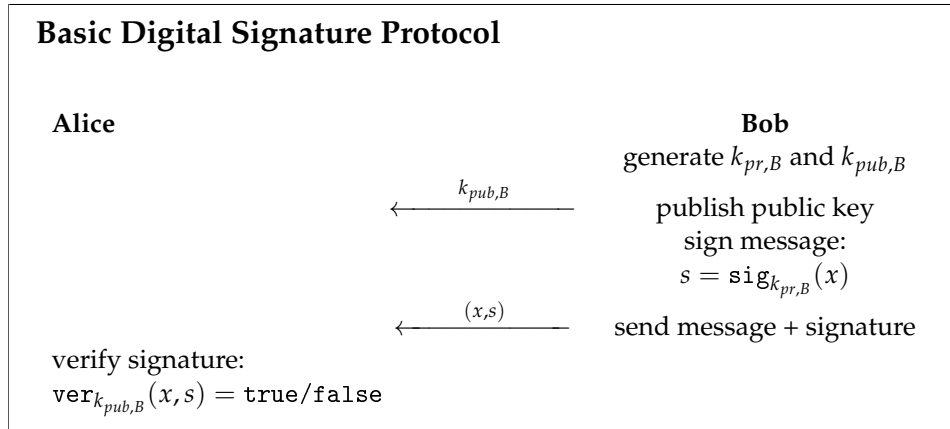 Basic Digital Signature Protocol
Alice Bob
generate k_{pr,B} and k_{pub,B}
k_{pub,B}
publish public key
sign message:
s = sig_{k_{pr,B}}(x)
(x,s)
send message + signature
verify signature:
ver_{k_{pub,B}}(x,s) = true/false